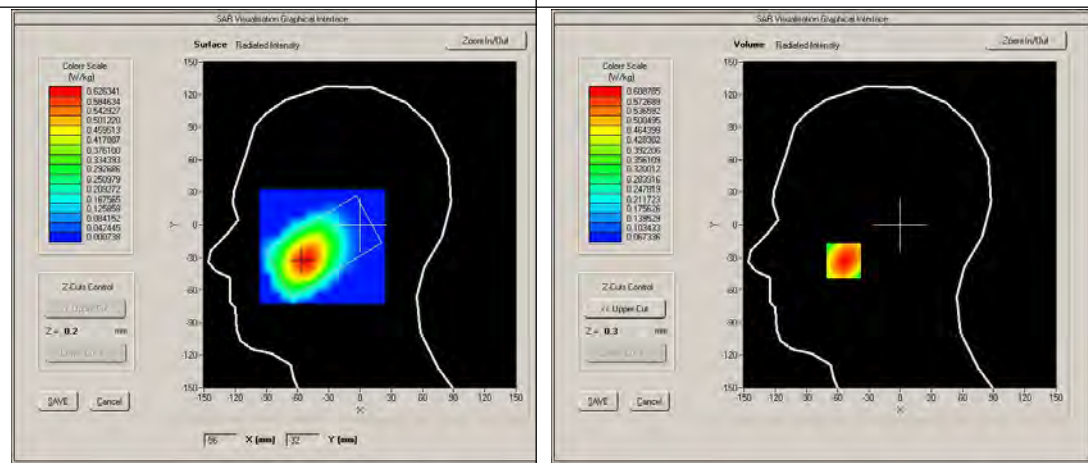 SAR Visualisation Graphical Interface
Surface Radiated Intensity
Zoom In/Out
Colors Scale
(W/kg)
0.626341
0.584634
0.542927
0.501220
0.459513
0.417807
0.376100
0.334393
0.292686
0.250979
0.209272
0.167565
0.125858
0.084152
0.042445
0.000738
Z-Cuts Control
<< Upper Cut
Z = 0.2 mm
SAVE
Cancel
150
120
90
60
30
0
-30
-60
-90
-120
-150
Y
-150 -120 -90 -60 -30 0 30 60 90 120 150
X
X (mm)
32 Y (mm)
SAR Visualisation Graphical Interface
Volume Radiated Intensity
Zoom In/Out
Colors Scale
(W/kg)
0.608785
0.572689
0.536592
0.500495
0.464399
0.428302
0.392206
0.356109
0.320012
0.283916
0.247819
0.211723
0.175626
0.139529
0.103433
0.067336
Z-Cuts Control
<< Upper Cut
Z = 0.3 mm
SAVE
Cancel
150
120
90
60
30
0
-30
-60
-90
-120
-150
Y
-150 -120 -90 -60 -30 0 30 60 90 120 150
X